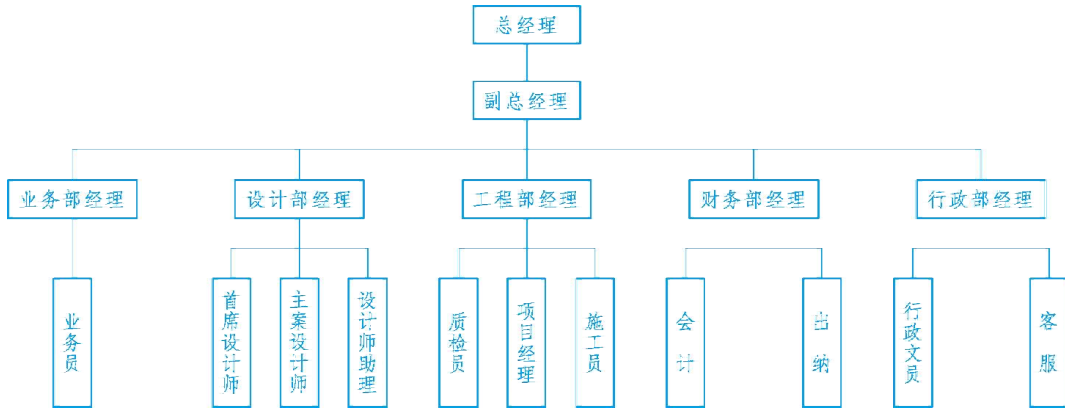 总经理
副总经理
业务部经理
设计部经理
工程部经理
财务部经理
行政部经理
业务员
首席设计师
主案设计师
设计师助理
质检员
项目经理
施工员
会计
出纳
行政文员
客服